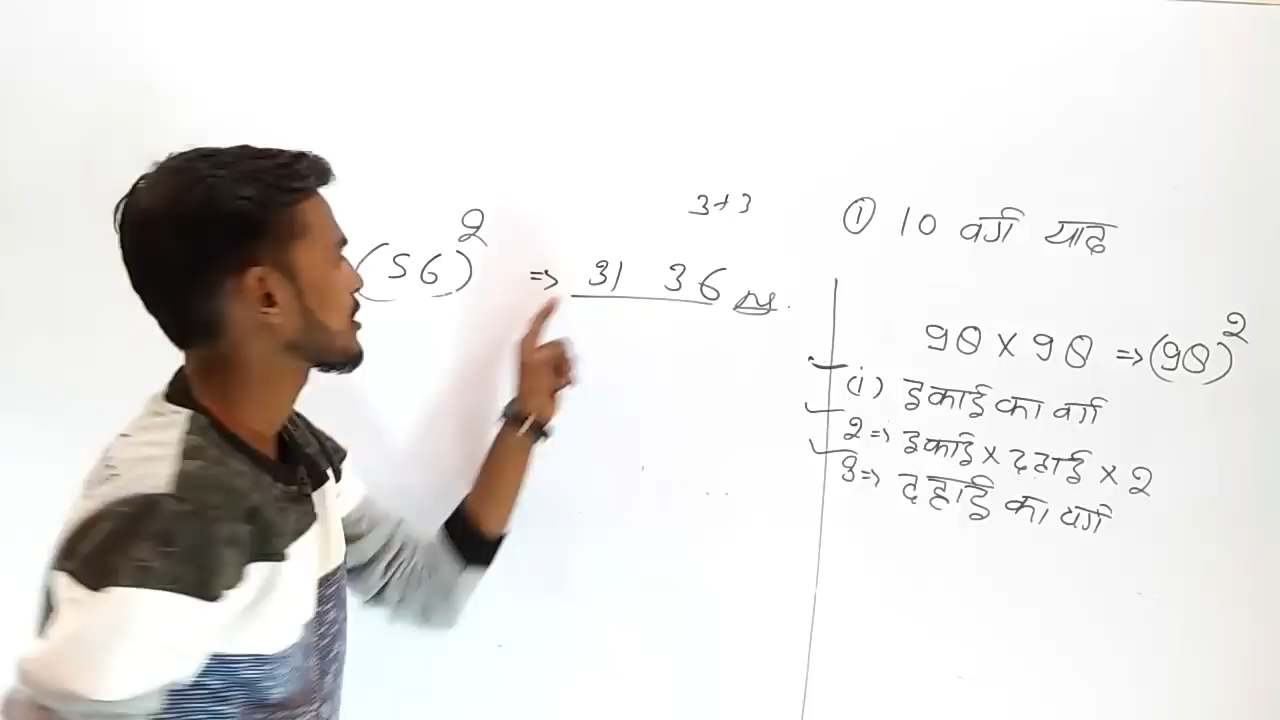 3+3
(56)² => 31 36 Ans.
① 10 वर्ग याद
98 × 98 => (98)²
(i) इकाई का वर्ग
2 => इकाई × दहाई × 2
3 => दहाई का वर्ग